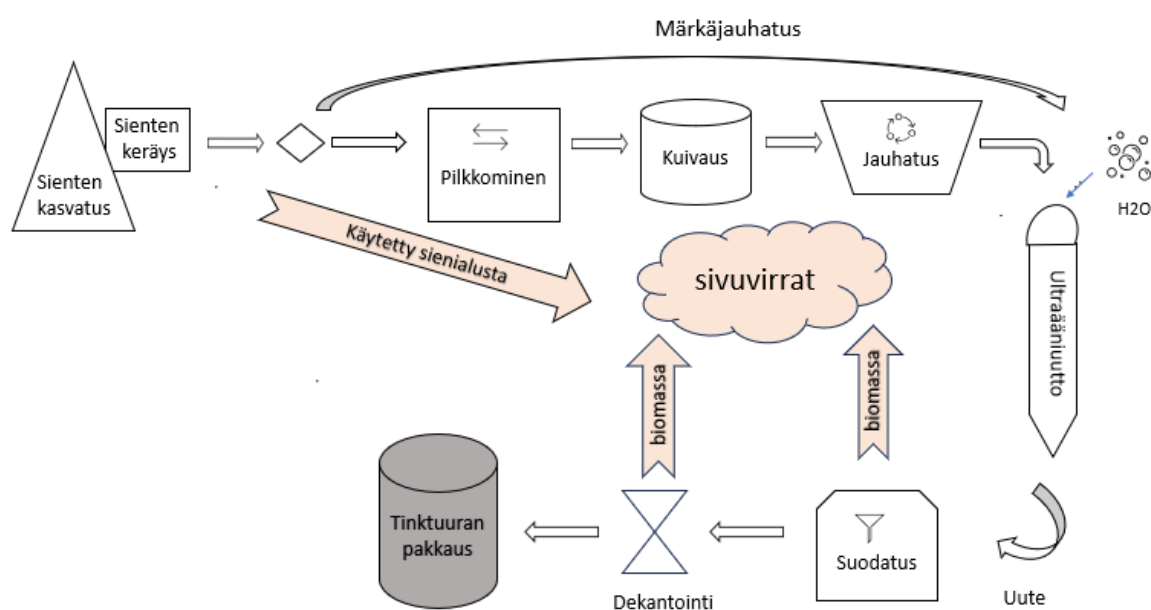 Märkäjauhatus
Sienten
keräys
Sienten
kasvatus
Pilkkominen
Kuivaus
Jauhatus
H2O
Käytetty sienialusta
sivuvirrat
Ultraääniuutto
biomassa
biomassa
Tinktuuran
pakkaus
Dekantointi
Suodatus
Uute